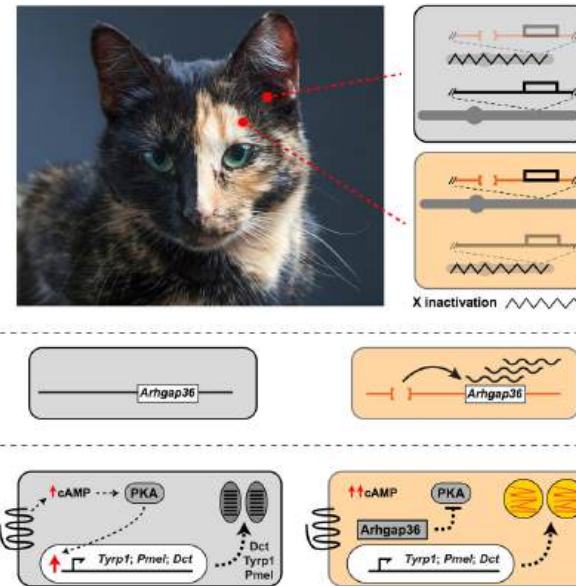 X inactivation
Arhgap36
Arhgap36
cAMP
PKA
Dct
Tyrp1
Pmel
Tyrp1; Pmel; Dct
cAMP
PKA
Arhgap36
Tyrp1; Pmel; Dct